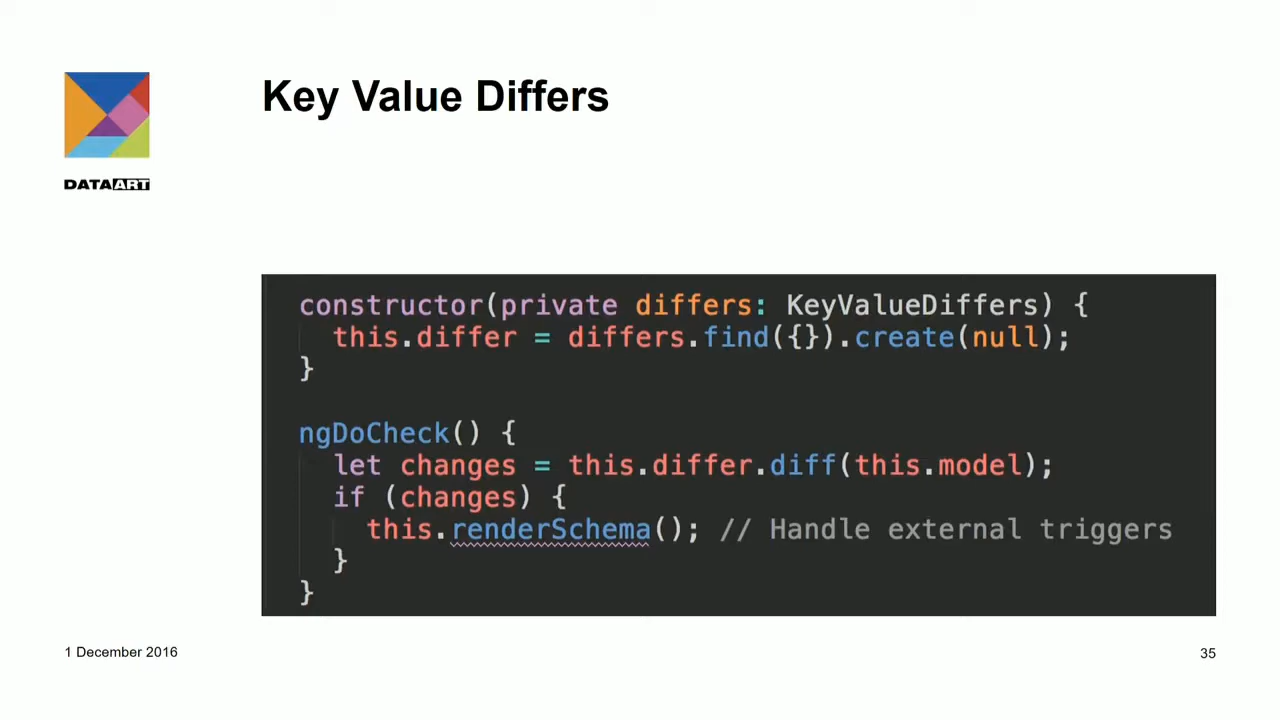 Key Value Differs
DATAART
constructor(private differs: KeyValueDiffers) {
this.differ = differs.find({}).create(null);
}
ngDoCheck() {
let changes = this.differ.diff(this.model);
if (changes) {
this.renderSchema(); // Handle external triggers
}
}
1 December 2016
35